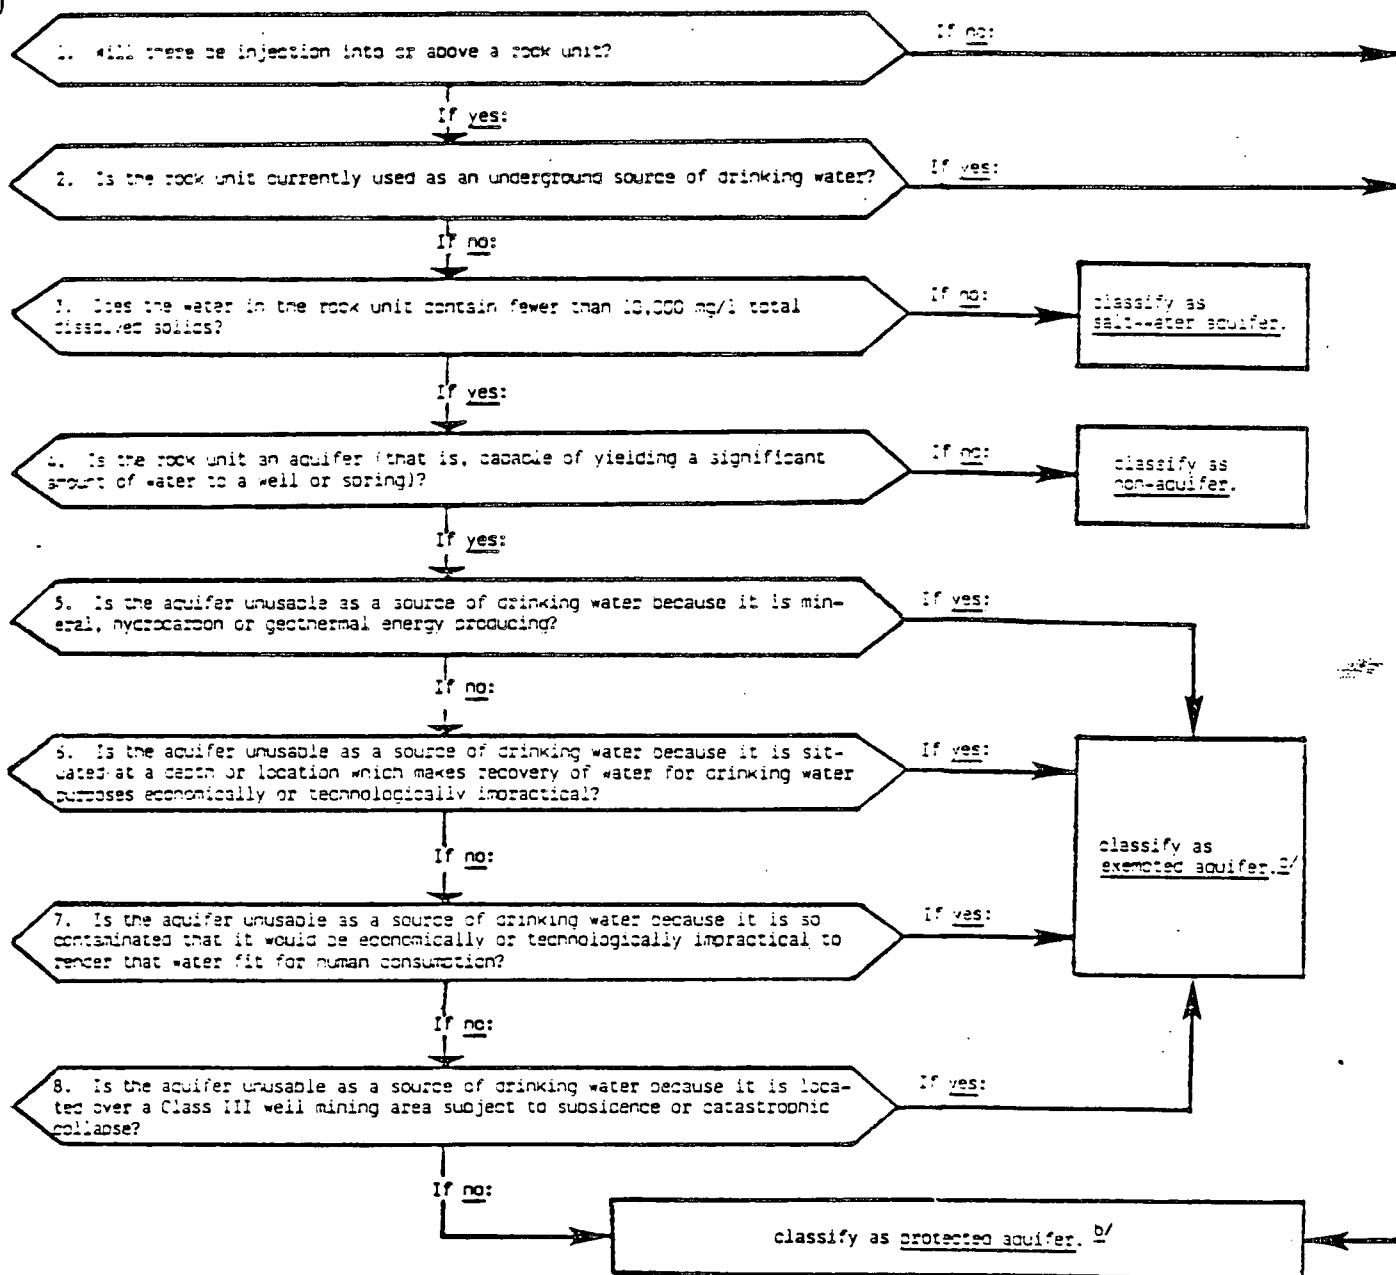 1. Will there be injection into or above a rock unit?
If no:
If yes:
2. Is the rock unit currently used as an underground source of drinking water?
If yes:
If no:
3. Does the water in the rock unit contain fewer than 10,000 mg/l total
dissolved solids?
If no:
classify as
salt-water aquifer.
If yes:
4. Is the rock unit an aquifer (that is, capable of yielding a significant
amount of water to a well or spring)?
If no:
classify as
non-aquifer.
If yes:
5. Is the aquifer unusable as a source of drinking water because it is min-
eral, hydrocarbon or geothermal energy producing?
If yes:
If no:
6. Is the aquifer unusable as a source of drinking water because it is sit-
uated at a depth or location which makes recovery of water for drinking water
purposes economically or technologically impractical?
If yes:
classify as
exempted aquifer.
If no:
7. Is the aquifer unusable as a source of drinking water because it is so
contaminated that it would be economically or technologically impractical to
render that water fit for human consumption?
If yes:
If no:
8. Is the aquifer unusable as a source of drinking water because it is loca-
ted over a Class III well mining area subject to subsidence or catastrophic
collapse?
If yes:
If no:
classify as protected aquifer. b/